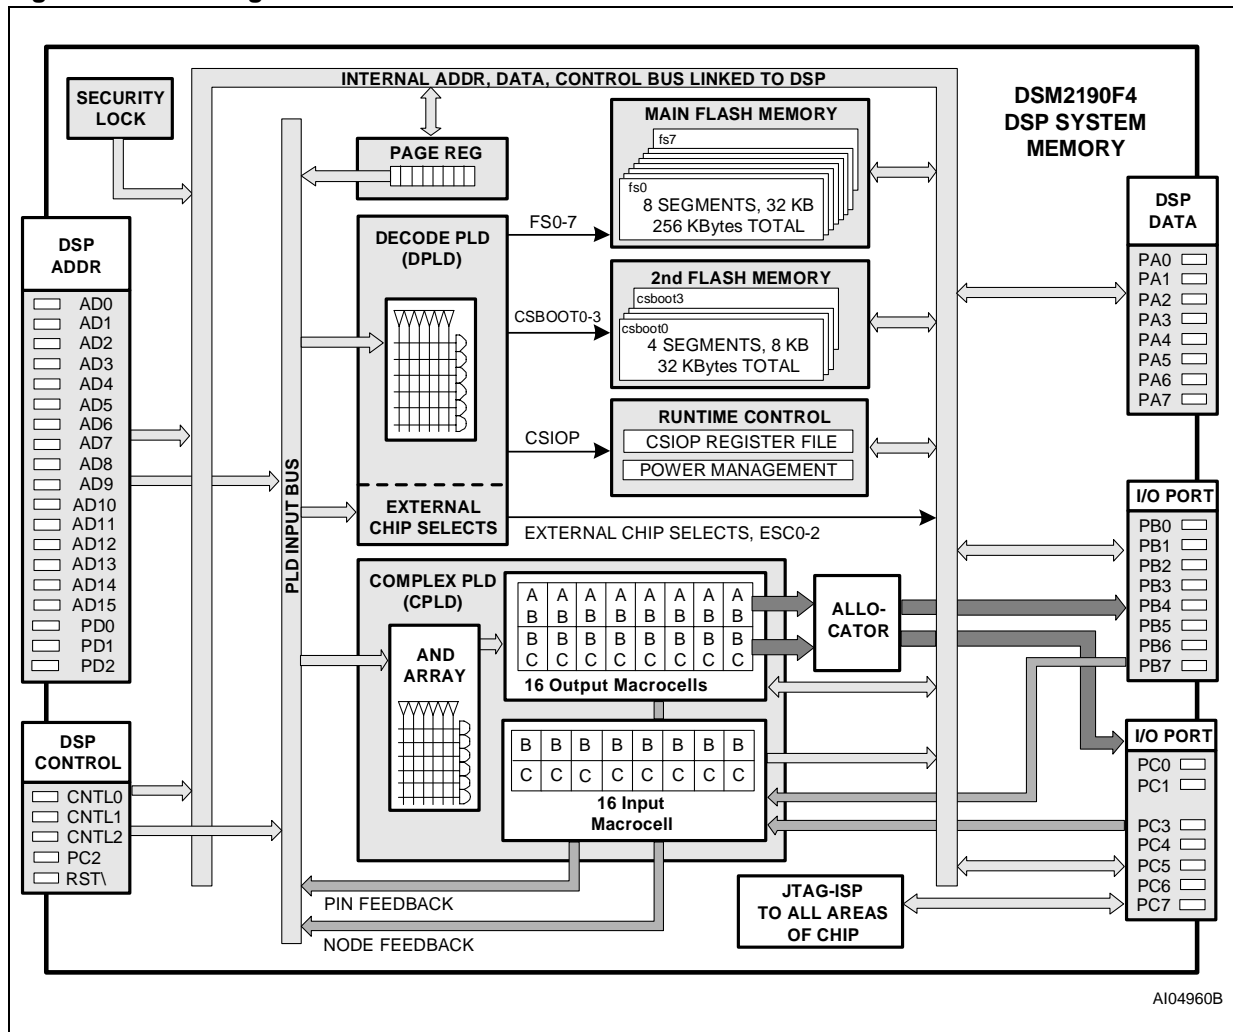 INTERNAL ADDR, DATA, CONTROL BUS LINKED TO DSP
DSM2190F4
DSP SYSTEM
MEMORY
SECURITY
LOCK
PAGE REG
MAIN FLASH MEMORY
fs7
fs0
8 SEGMENTS, 32 KB
256 KBytes TOTAL
DSP
ADDR
AD0
AD1
AD2
AD3
AD4
AD5
AD6
AD7
AD8
AD9
AD10
AD11
AD12
AD13
AD14
AD15
PD0
PD1
PD2
DSP
CONTROL
CNTL0
CNTL1
CNTL2
PC2
RST\
PLD INPUT BUS
DECODE PLD
(DPLD)
FS0-7
CSBOOT0-3
CSIOP
2nd FLASH MEMORY
csboot3
csboot0
4 SEGMENTS, 8 KB
32 KBytes TOTAL
RUNTIME CONTROL
CSIOP REGISTER FILE
POWER MANAGEMENT
EXTERNAL
CHIP SELECTS
EXTERNAL CHIP SELECTS, ESC0-2
COMPLEX PLD
(CPLD)
AND
ARRAY
A A A A A A A A
B B B B B B B B
B B B B B B B B
C C C C C C C C
16 Output Macrocells
B B B B B B B B
C C C C C C C C
16 Input
Macrocell
ALLO-
CATOR
PIN FEEDBACK
NODE FEEDBACK
JTAG-ISP
TO ALL AREAS
OF CHIP
DSP
DATA
PA0
PA1
PA2
PA3
PA4
PA5
PA6
PA7
I/O PORT
PB0
PB1
PB2
PB3
PB4
PB5
PB6
PB7
I/O PORT
PC0
PC1
PC3
PC4
PC5
PC6
PC7
AI04960B